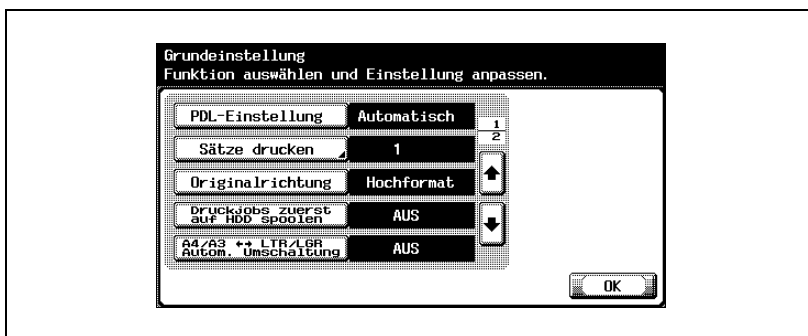 Grundeinstellung
Funktion auswählen und Einstellung anpassen.
PDL-Einstellung Automatisch
1
2
Sätze drucken 1
Originalrichtung Hochformat
Druckjobs zuerst
auf HDD spoolen AUS
A4/A3 ↔ LTR/LGR
Autom. Umschaltung AUS
OK